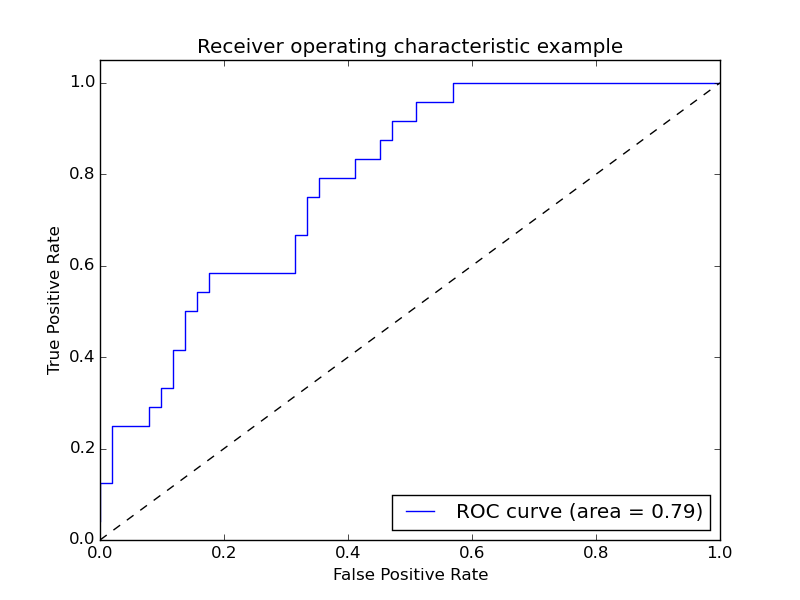 Receiver operating characteristic example
1.0
0.8
0.6
0.4
0.2
0.0
True Positive Rate
ROC curve (area = 0.79)
0.0 0.2 0.4 0.6 0.8 1.0
False Positive Rate